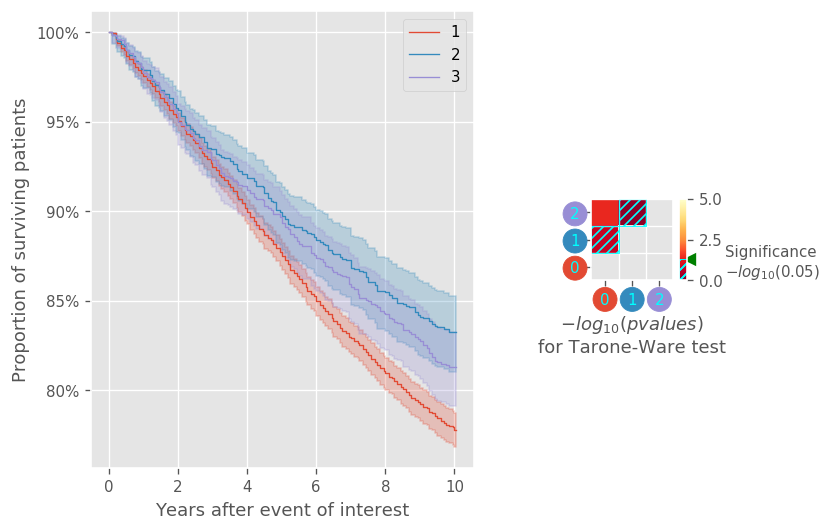 100%
95%
90%
85%
80%
Proportion of surviving patients
0 2 4 6 8 10
Years after event of interest
1
2
3
2
1
0
0 1 2
5.0
2.5
0.0
Significance
−log10(0.05)
−log10(pvalues)
for Tarone-Ware test